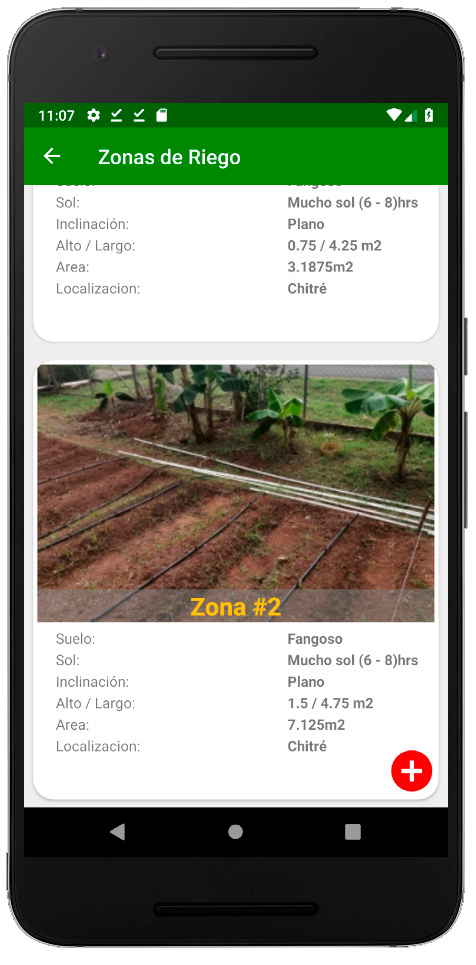 11:07
Zonas de Riego
Suelo: Fangoso
Sol: Mucho sol (6 - 8)hrs
Inclinación: Plano
Alto / Largo: 0.75 / 4.25 m2
Area: 3.1875m2
Localizacion: Chitré
Zona #2
Suelo: Fangoso
Sol: Mucho sol (6 - 8)hrs
Inclinación: Plano
Alto / Largo: 1.5 / 4.75 m2
Area: 7.125m2
Localizacion: Chitré